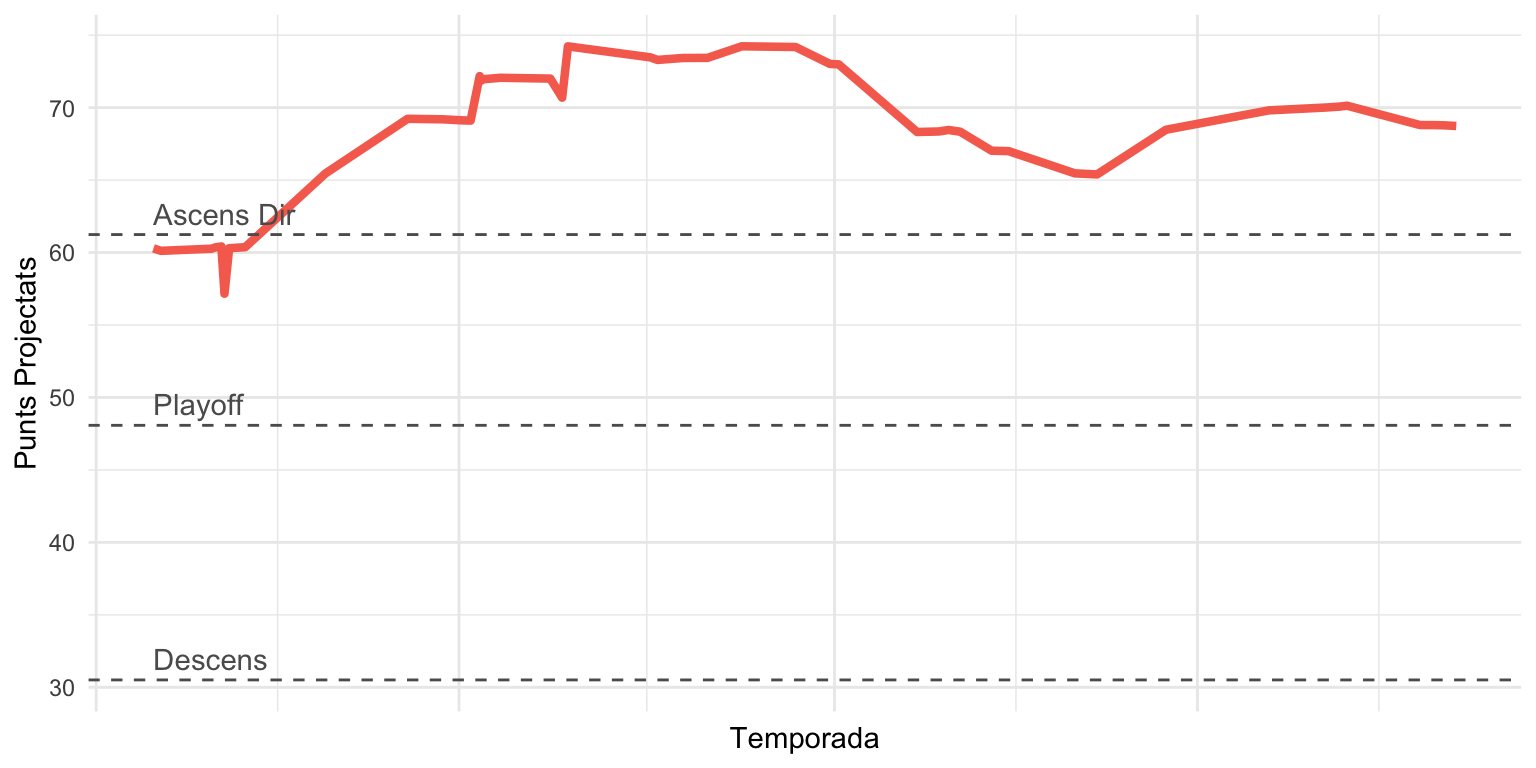 70
60
50
40
30
Punts Projectats
Ascens Dir
Playoff
Descens
Temporada